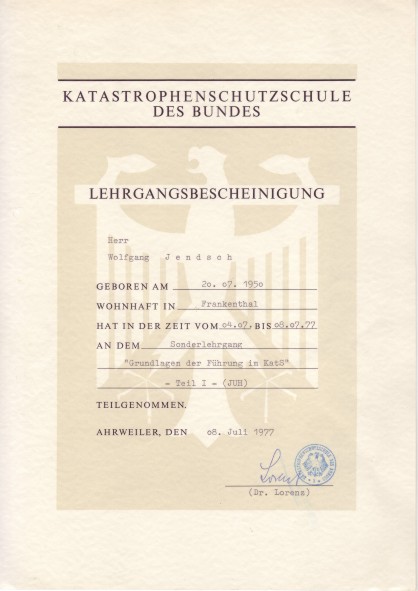 KATASTROPHENSCHUTZSCHULE
DES BUNDES
LEHRGANGSBESCHEINIGUNG
Herr
Wolfgang J e n d s c h
GEBOREN AM 20. 07. 1950
WOHNHAFT IN Frankenthal
HAT IN DER ZEIT VOM 04.07. BIS 08.07.77
AN DEM Sonderlehrgang
"Grundlagen der Führung im KatS"
- Teil I - (JUH)
TEILGENOMMEN.
AHRWEILER, DEN 08. Juli 1977
Lorenz
(Dr. Lorenz)